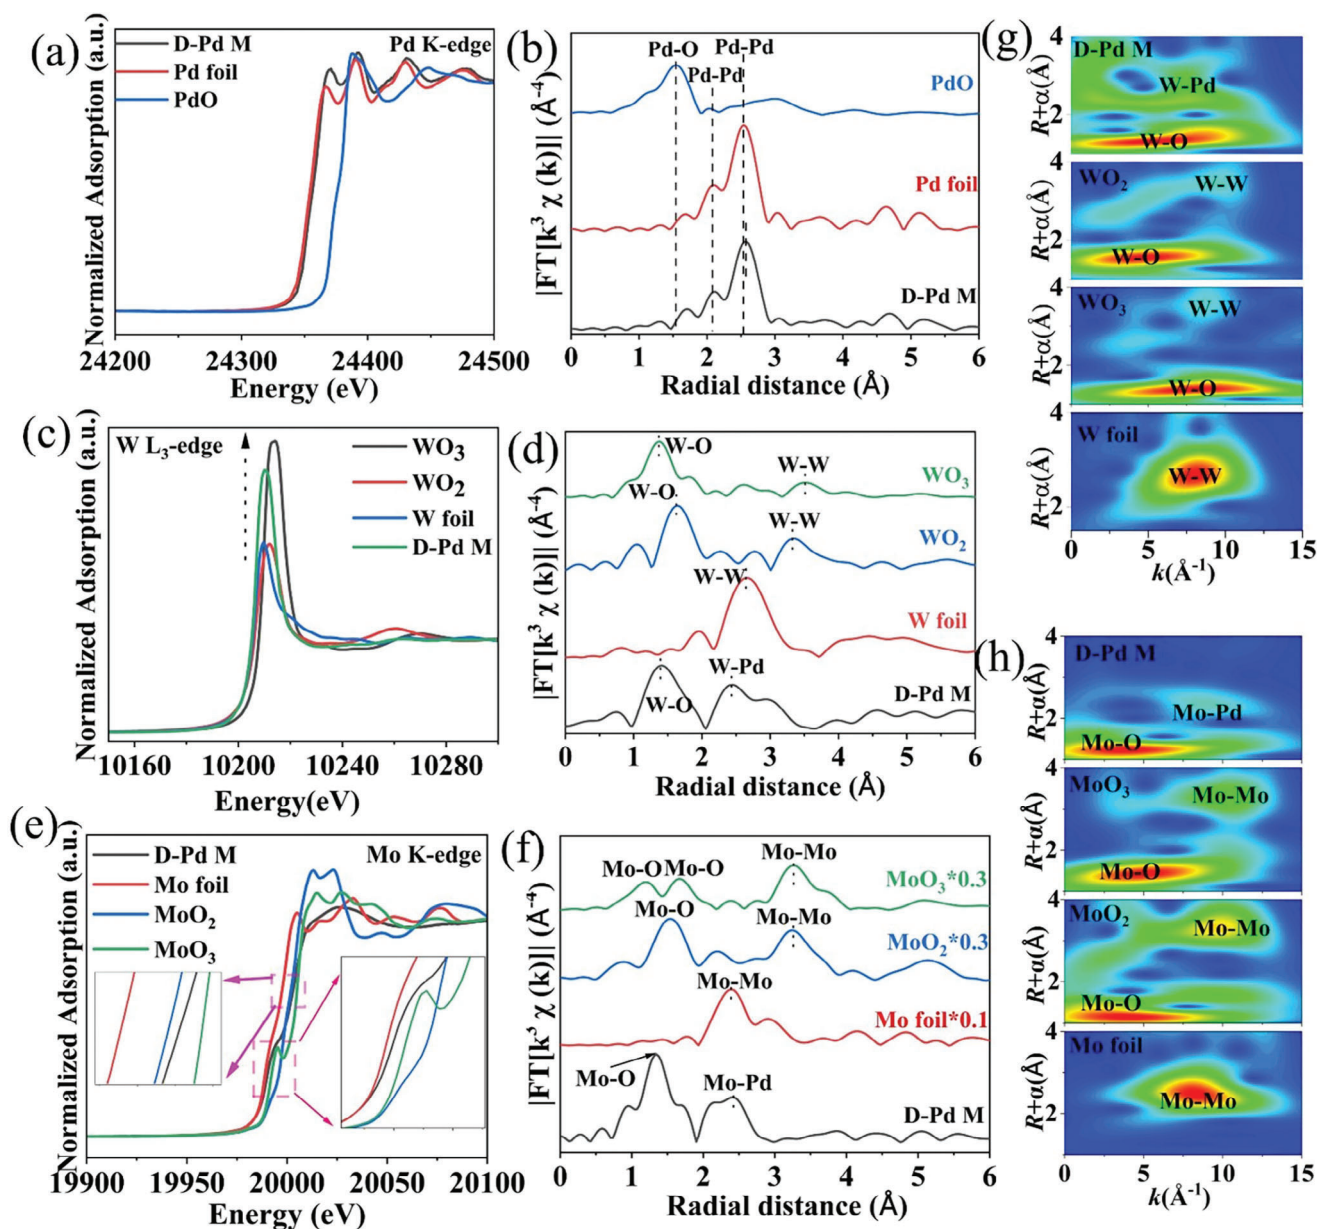 (a)
D-Pd M
Pd foil
PdO
Pd K-edge
Normalized Adsorption (a.u.)
24200 24300 24400 24500
Energy (eV)
(b)
Pd-O
Pd-Pd
Pd-Pd
PdO
Pd foil
D-Pd M
|FT[k³ χ (k)]| (Å⁻⁴)
0 1 2 3 4 5 6
Radial distance (Å)
(c)
W L₃-edge
WO₃
WO₂
W foil
D-Pd M
Normalized Adsorption (a.u.)
10160 10200 10240 10280
Energy(eV)
(d)
W-O
W-W
WO₃
W-O
W-W
WO₂
W-W
W foil
W-Pd
W-O
D-Pd M
|FT[k³ χ (k)]| (Å⁻⁴)
0 1 2 3 4 5 6
Radial distance (Å)
(e)
D-Pd M
Mo foil
MoO₂
MoO₃
Mo K-edge
Normalized Adsorption (a.u.)
19900 19950 20000 20050 20100
Energy (eV)
(f)
Mo-O Mo-O
Mo-Mo
MoO₃*0.3
Mo-O
Mo-Mo
MoO₂*0.3
Mo-Mo
Mo foil*0.1
Mo-O
Mo-Pd
D-Pd M
|FT[k³ χ (k)]| (Å⁻⁴)
0 1 2 3 4 5 6
Radial distance (Å)
(g)
D-Pd M
W-Pd
W-O
R+α(Å)
4
2
WO₂
W-W
W-O
R+α(Å)
4
2
WO₃
W-W
W-O
R+α(Å)
4
2
W foil
W-W
R+α(Å)
4
2
0 5 10 15
k(Å⁻¹)
(h)
D-Pd M
Mo-Pd
Mo-O
R+α(Å)
4
2
MoO₃
Mo-Mo
Mo-O
R+α(Å)
4
2
MoO₂
Mo-Mo
Mo-O
R+α(Å)
4
2
Mo foil
Mo-Mo
R+α(Å)
4
2
0 5 10 15
k(Å⁻¹)